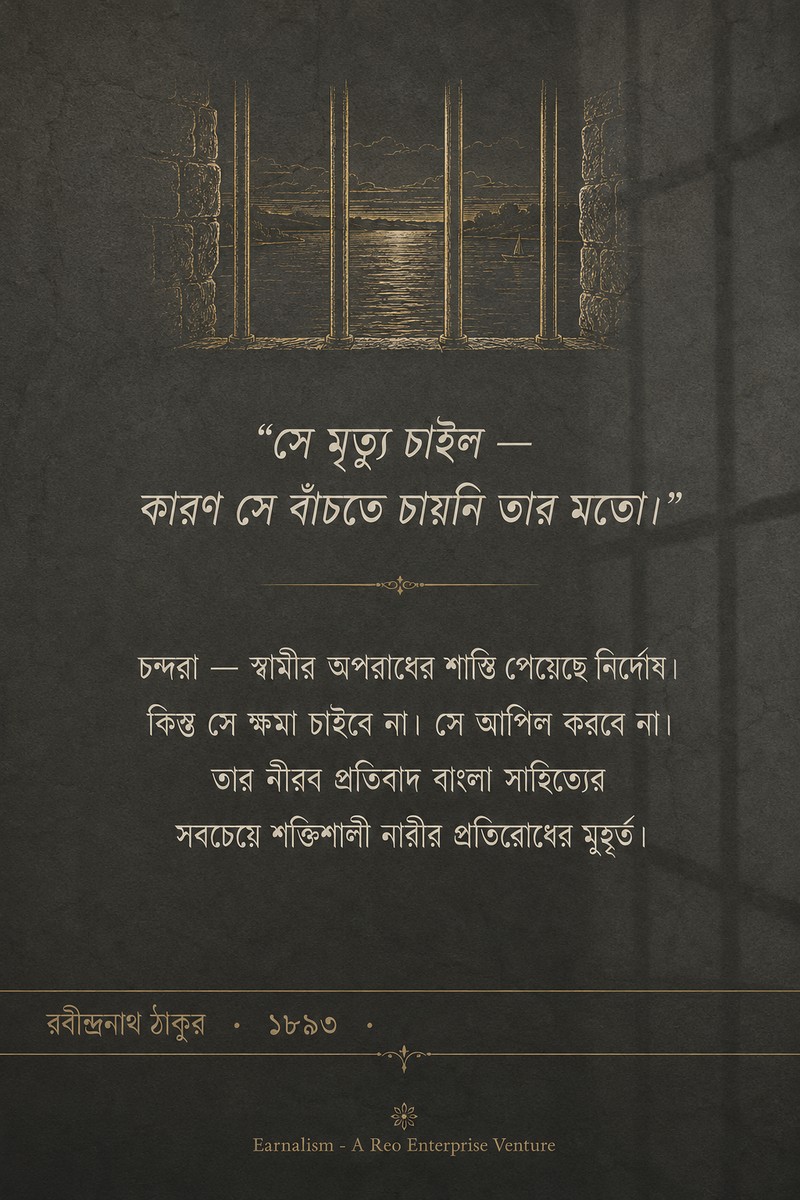 “সে মৃত্যু চাইল —
কারণ সে বাঁচতে চায়নি তার মতো।”
চন্দরা — স্বামীর অপরাধের শাস্তি পেয়েছে নির্দোষ।
কিন্তু সে ক্ষমা চাইবে না। সে আপিল করবে না।
তার নীরব প্রতিবাদ বাংলা সাহিত্যের
সবচেয়ে শক্তিশালী নারীর প্রতিরোধের মুহূর্ত।
রবীন্দ্রনাথ ঠাকুর • ১৮৯৩ •
Earnalism - A Reo Enterprise Venture